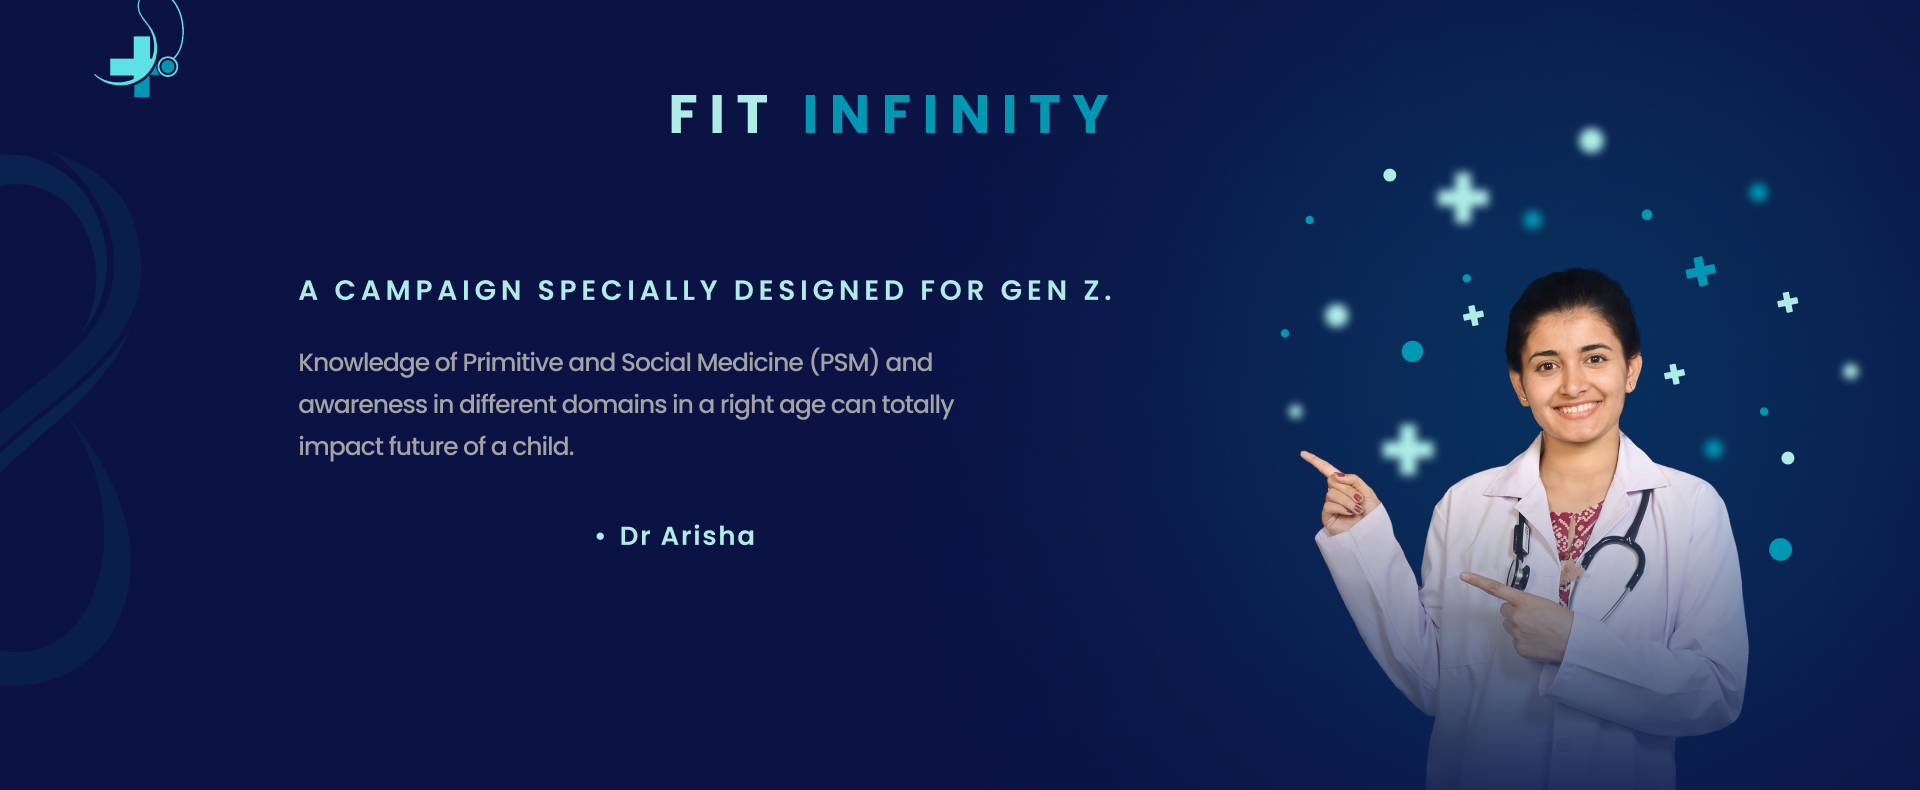 FIT INFINITY
A CAMPAIGN SPECIALLY DESIGNED FOR GEN Z.
Knowledge of Primitive and Social Medicine (PSM) and
awareness in different domains in a right age can totally
impact future of a child.
• Dr Arisha